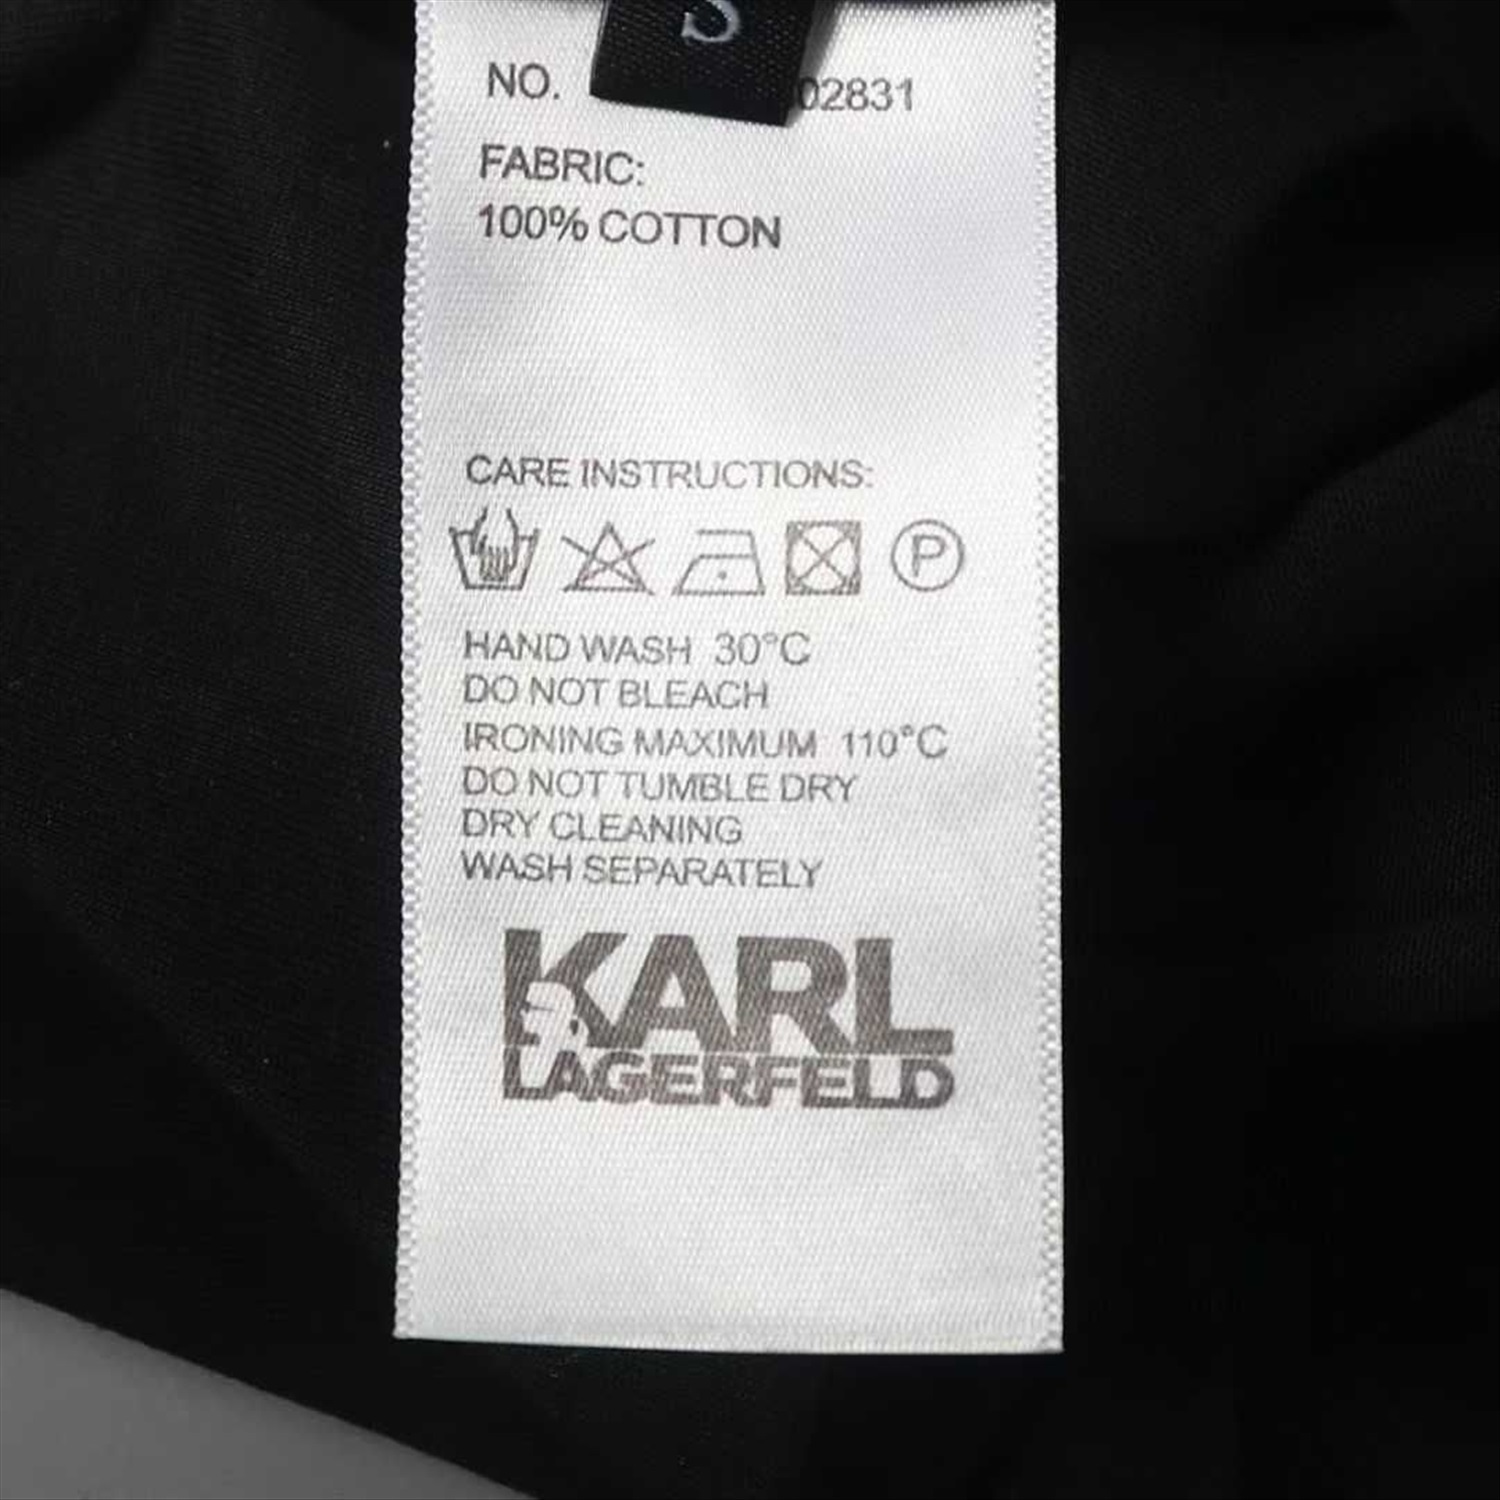 S
NO. 02831
FABRIC:
100% COTTON
CARE INSTRUCTIONS:
P
HAND WASH 30°C
DO NOT BLEACH
IRONING MAXIMUM 110°C
DO NOT TUMBLE DRY
DRY CLEANING
WASH SEPARATELY
KARL
LAGERFELD